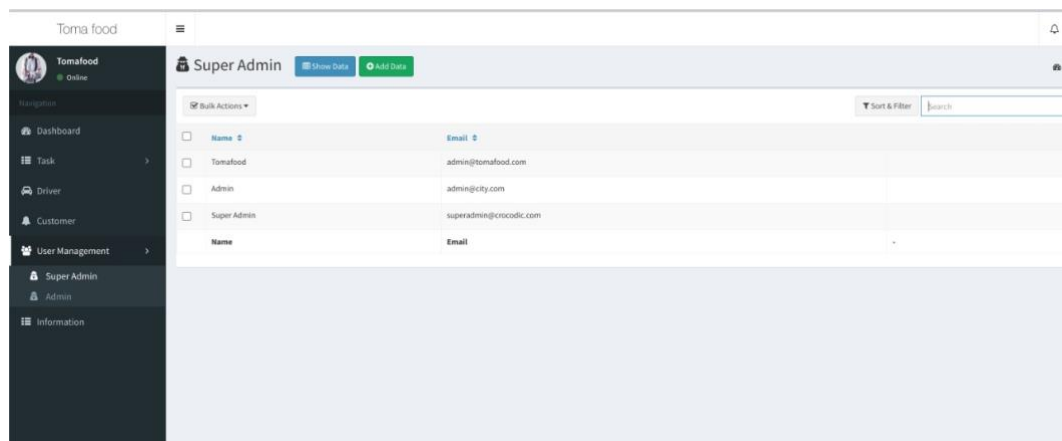 Toma food
Tomafood
Online
Navigation
Dashboard
Task
Driver
Customer
User Management
Super Admin
Admin
Information
Super Admin Show Data Add Data
Bulk Actions Sort & Filter Search
Name Email
Tomafood admin@tomafood.com
Admin admin@city.com
Super Admin superadmin@crocodic.com
Name Email -